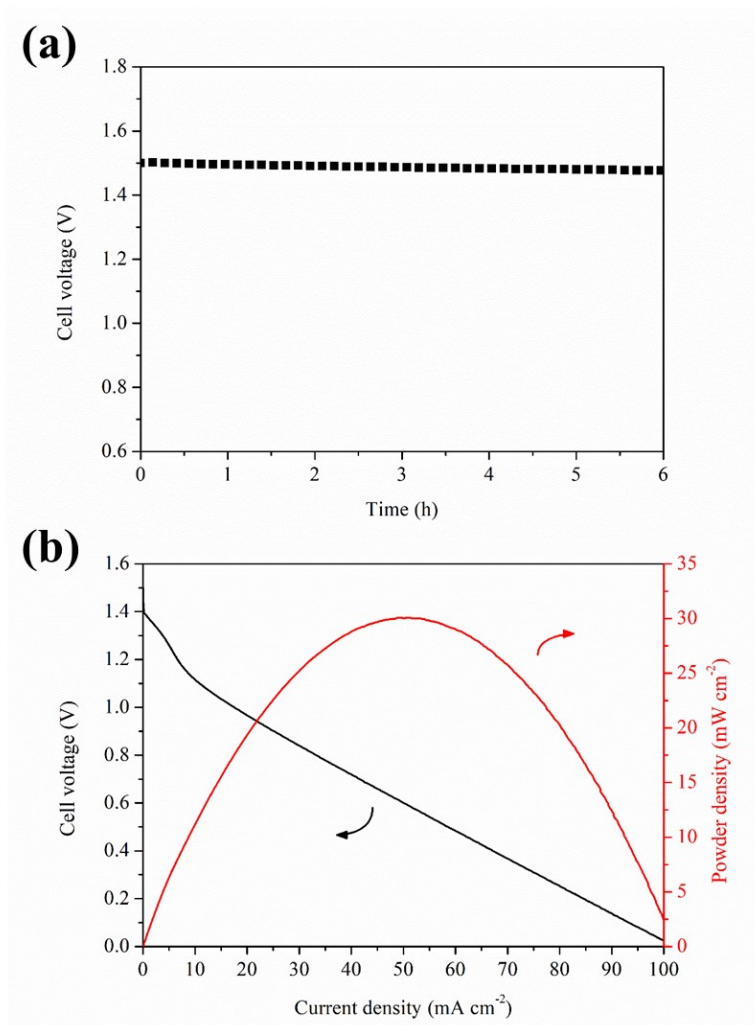 (a)
1.8
1.6
1.4
1.2
1.0
0.8
0.6
Cell voltage (V)
0 1 2 3 4 5 6
Time (h)
(b)
1.6
1.4
1.2
1.0
0.8
0.6
0.4
0.2
0.0
Cell voltage (V)
35
30
25
20
15
10
5
0
Powder density (mW cm⁻²)
0 10 20 30 40 50 60 70 80 90 100
Current density (mA cm⁻²)